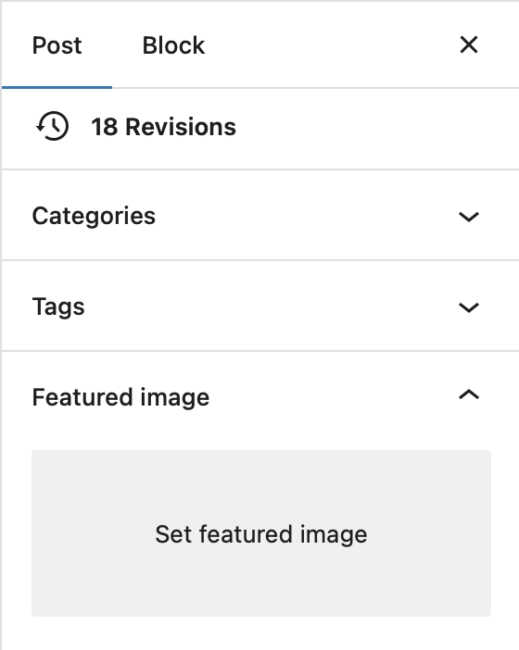 Post Block
18 Revisions
Categories
Tags
Featured image
Set featured image